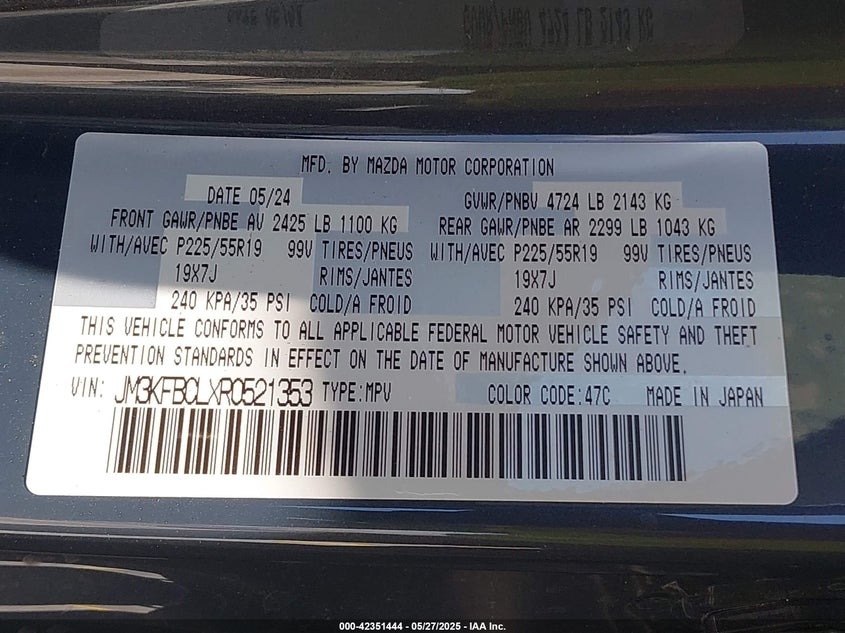 MFD. BY MAZDA MOTOR CORPORATION
DATE 05/24 GVWR/PNBV 4724 LB 2143 KG
FRONT GAWR/PNBE AV 2425 LB 1100 KG REAR GAWR/PNBE AR 2299 LB 1043 KG
WITH/AVEC P225/55R19 99V TIRES/PNEUS WITH/AVEC P225/55R19 99V TIRES/PNEUS
19X7J RIMS/JANTES 19X7J RIMS/JANTES
240 KPA/35 PSI COLD/A FROID 240 KPA/35 PSI COLD/A FROID
THIS VEHICLE CONFORMS TO ALL APPLICABLE FEDERAL MOTOR VEHICLE SAFETY AND THEFT
PREVENTION STANDARDS IN EFFECT ON THE DATE OF MANUFACTURE SHOWN ABOVE.
VIN: JM3KFBCLXR0521353 TYPE:MPV COLOR CODE:47C MADE IN JAPAN
000-42351444 - 05/27/2025 - IAA Inc.